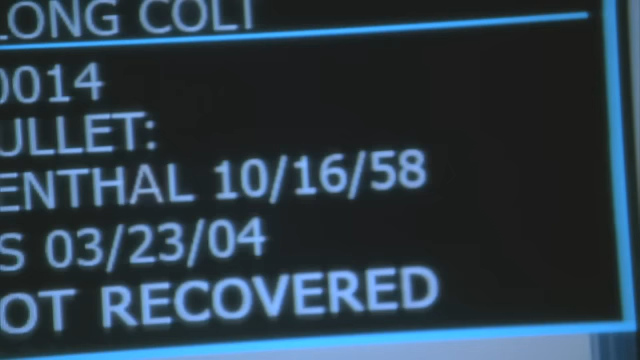 LONG COLT
0014
ULLET:
ENTHAL 10/16/58
S 03/23/04
OT RECOVERED